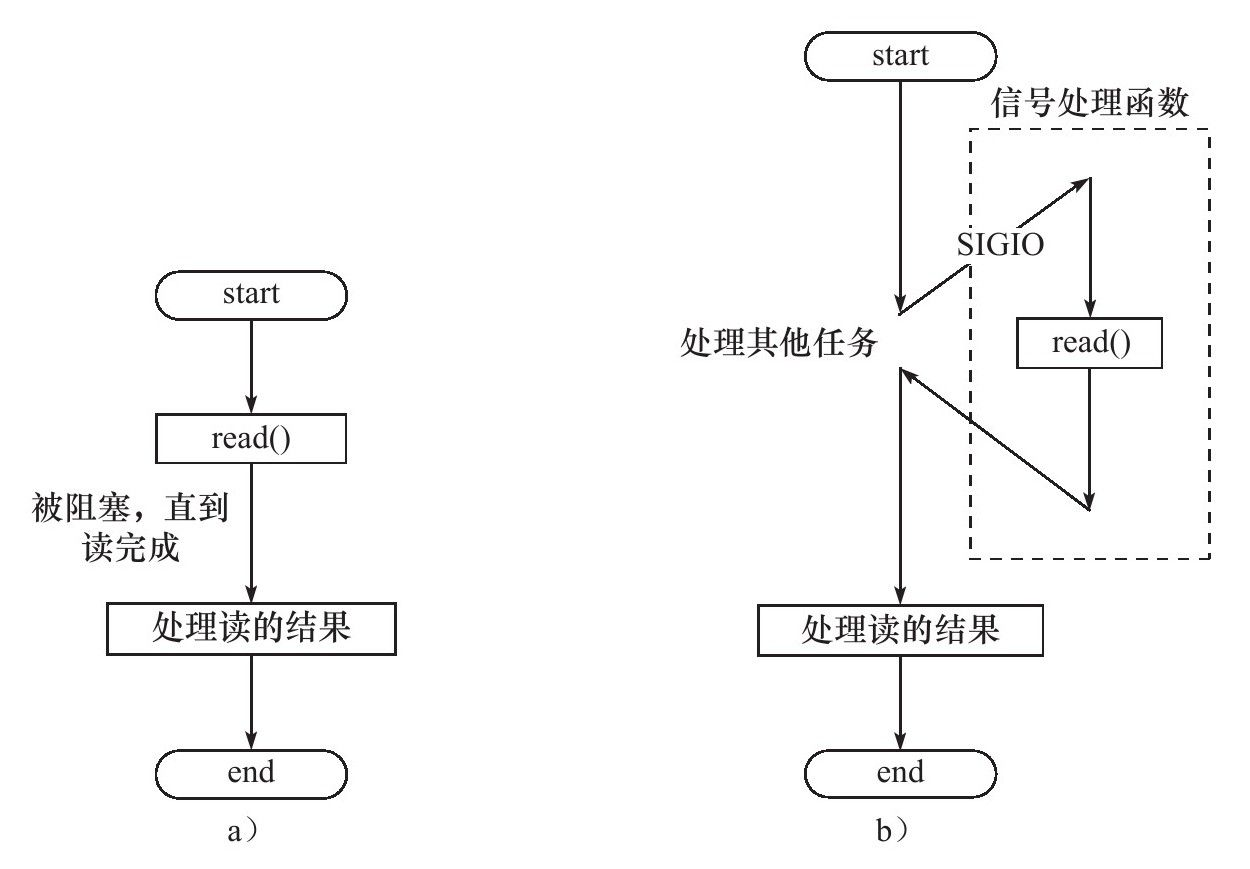 start
read()
被阻塞，直到
读完成
处理读的结果
end
a）
start
信号处理函数
SIGIO
处理其他任务
read()
处理读的结果
end
b）